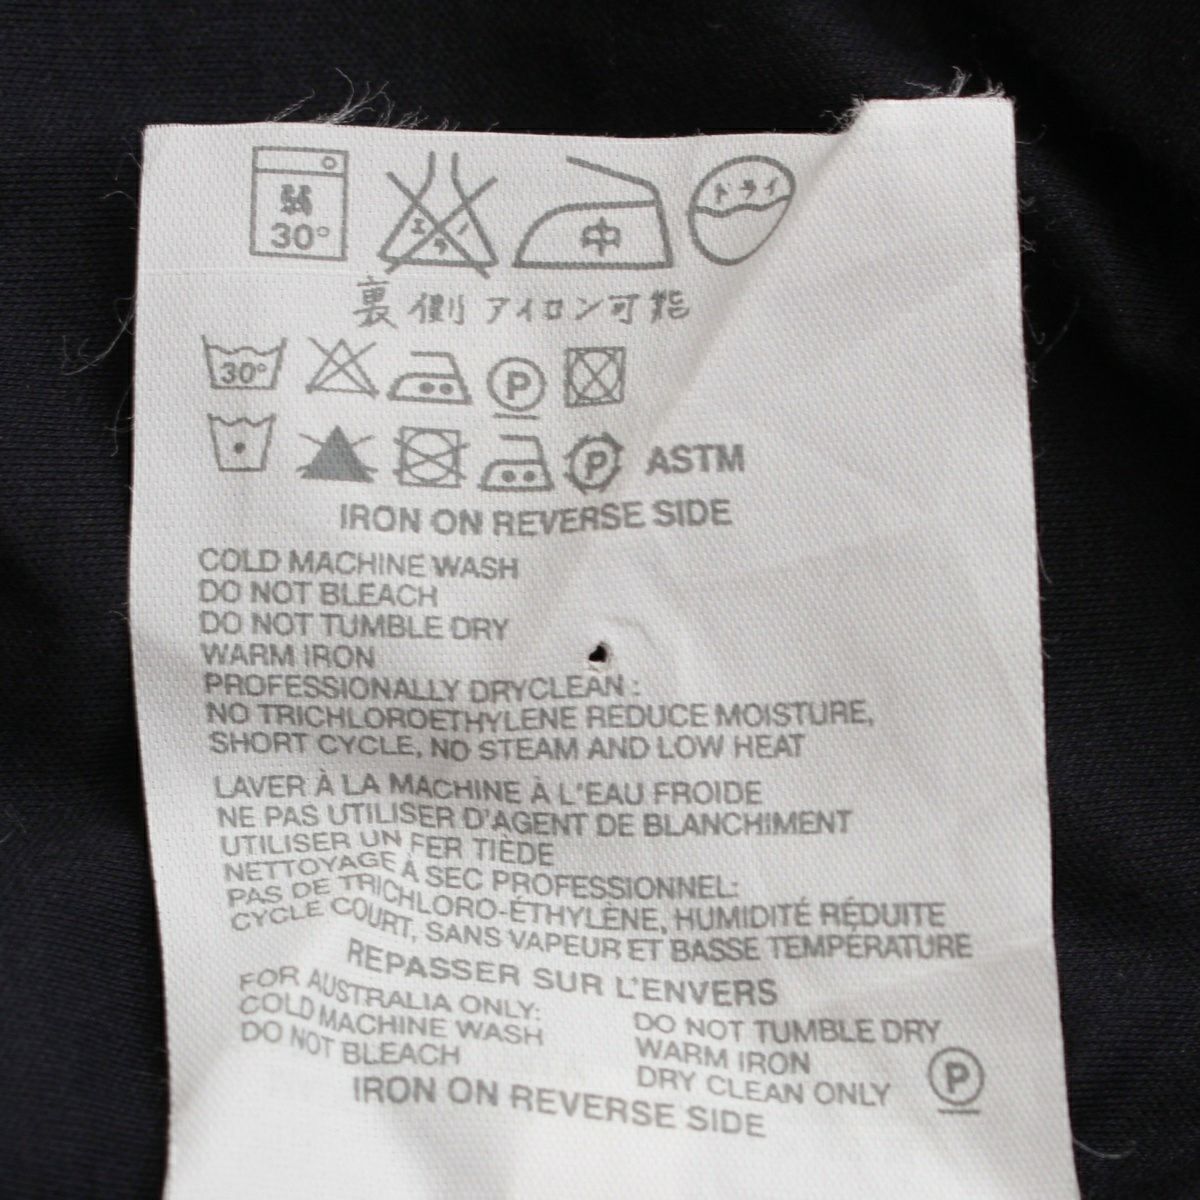 弱
30°
エンソ
中
ドライ
裏側アイロン可能
30°
P
P
ASTM
IRON ON REVERSE SIDE
COLD MACHINE WASH
DO NOT BLEACH
DO NOT TUMBLE DRY
WARM IRON
PROFESSIONALLY DRYCLEAN :
NO TRICHLOROETHYLENE REDUCE MOISTURE,
SHORT CYCLE, NO STEAM AND LOW HEAT
LAVER À LA MACHINE À L'EAU FROIDE
NE PAS UTILISER D'AGENT DE BLANCHIMENT
UTILISER UN FER TIÈDE
NETTOYAGE À SEC PROFESSIONNEL:
PAS DE TRICHLORO-ÉTHYLÈNE, HUMIDITÉ RÉDUITE
CYCLE COURT, SANS VAPEUR ET BASSE TEMPÉRATURE
REPASSER SUR L'ENVERS
FOR AUSTRALIA ONLY:
COLD MACHINE WASH
DO NOT BLEACH
DO NOT TUMBLE DRY
WARM IRON
DRY CLEAN ONLY
P
IRON ON REVERSE SIDE